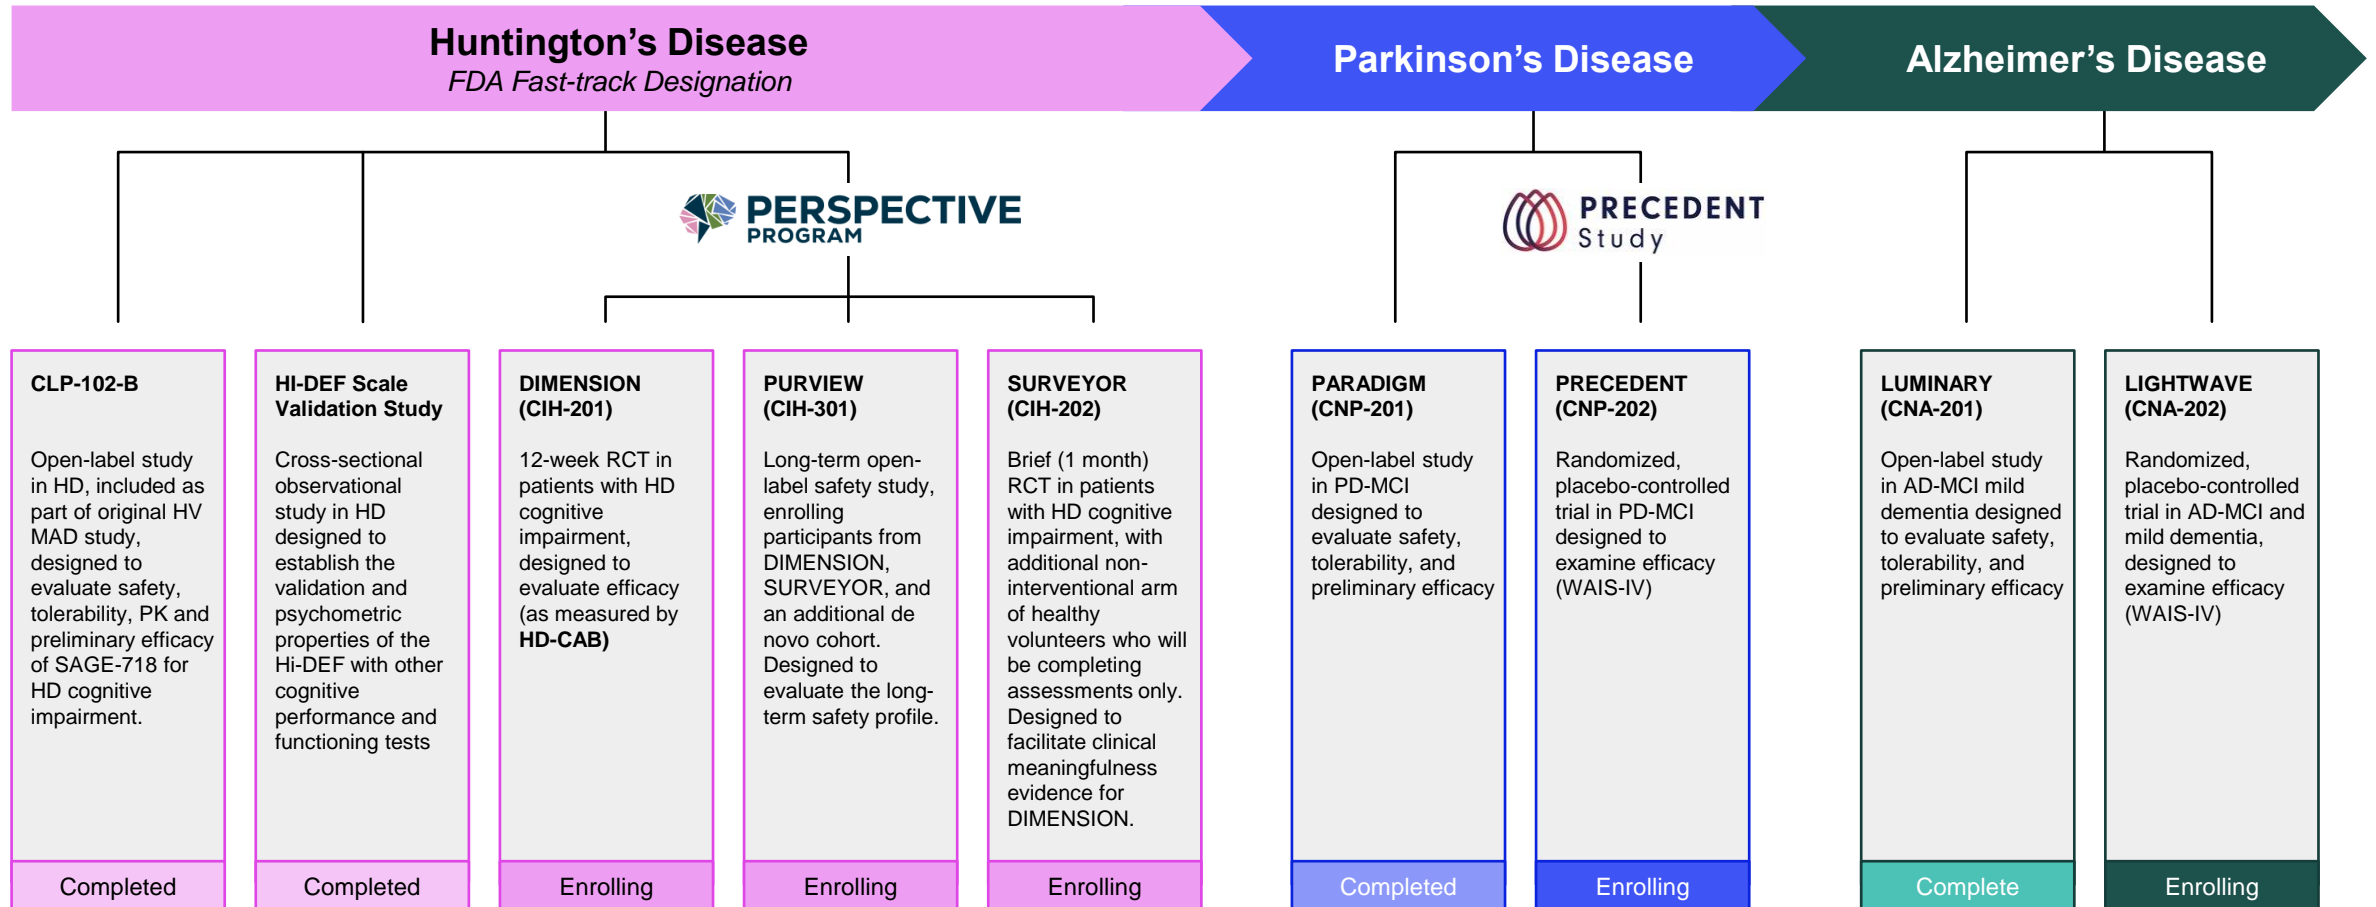 Huntington's Disease
FDA Fast-track Designation
Parkinson's Disease
Alzheimer's Disease
PERSPECTIVE
PROGRAM
PRECEDENT
Study
CLP-102-B
Open-label study
in HD, included as
part of original HV
MAD study,
designed to
evaluate safety,
tolerability, PK and
preliminary efficacy
of SAGE-718 for
HD cognitive
impairment.
Completed
HI-DEF Scale
Validation Study
Cross-sectional
observational
study in HD
designed to
establish the
validation and
psychometric
properties of the
Hi-DEF with other
cognitive
performance and
functioning tests
Completed
DIMENSION
(CIH-201)
12-week RCT in
patients with HD
cognitive
impairment,
designed to
evaluate efficacy
(as measured by
HD-CAB)
Enrolling
PURVIEW
(CIH-301)
Long-term open-
label safety study,
enrolling
participants from
DIMENSION,
SURVEYOR, and
an additional de
novo cohort.
Designed to
evaluate the long-
term safety profile.
Enrolling
SURVEYOR
(CIH-202)
Brief (1 month)
RCT in patients
with HD cognitive
impairment, with
additional non-
interventional arm
of healthy
volunteers who will
be completing
assessments only.
Designed to
facilitate clinical
meaningfulness
evidence for
DIMENSION.
Enrolling
PARADIGM
(CNP-201)
Open-label study
in PD-MCI
designed to
evaluate safety,
tolerability, and
preliminary efficacy
Completed
PRECEDENT
(CNP-202)
Randomized,
placebo-controlled
trial in PD-MCI
designed to
examine efficacy
(WAIS-IV)
Enrolling
LUMINARY
(CNA-201)
Open-label study
in AD-MCI mild
dementia designed
to evaluate safety,
tolerability, and
preliminary efficacy
Complete
LIGHTWAVE
(CNA-202)
Randomized,
placebo-controlled
trial in AD-MCI and
mild dementia,
designed to
examine efficacy
(WAIS-IV)
Enrolling